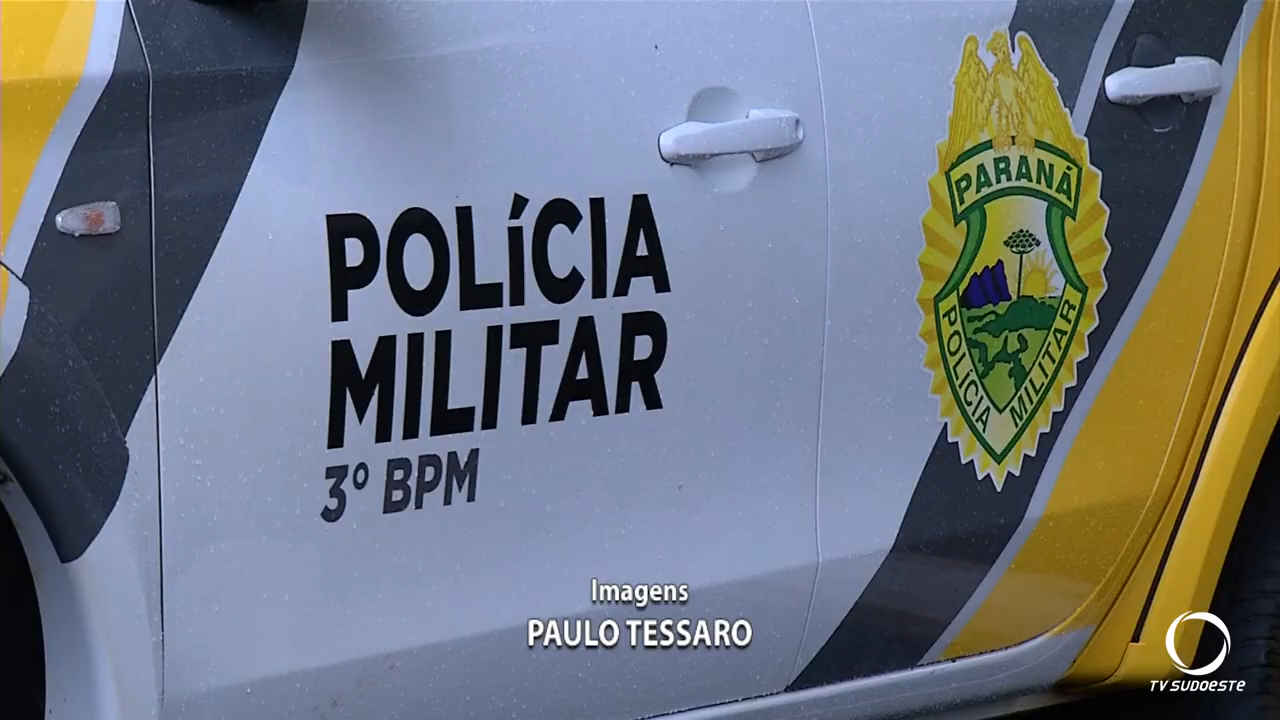 POLÍCIA
MILITAR
3º BPM
PARANÁ
POLÍCIA MILITAR
Imagens
PAULO TESSARO
TV SUDOESTE